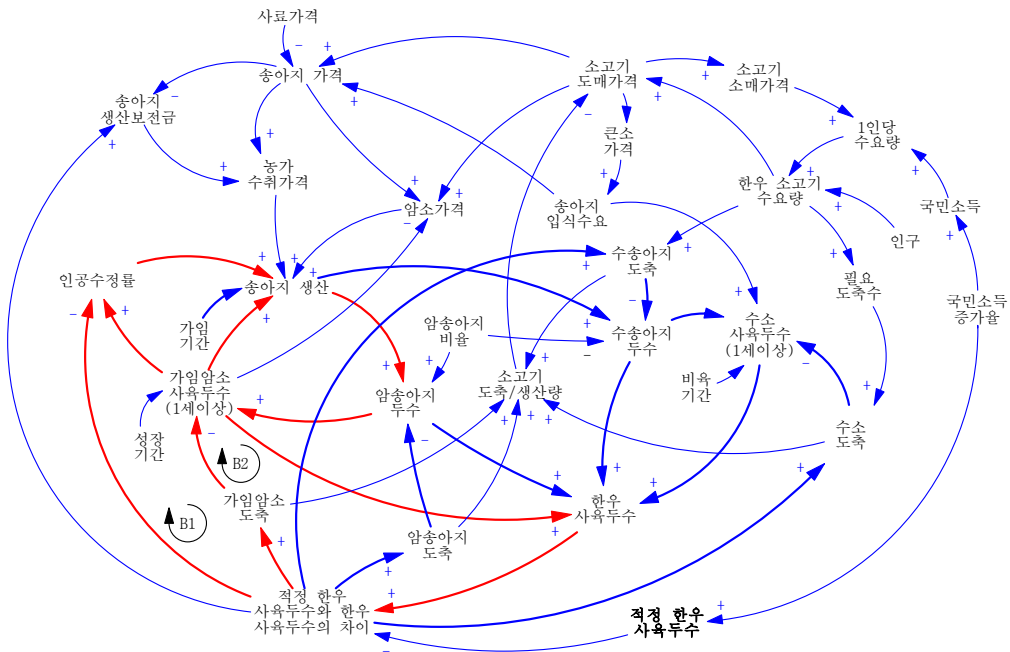 사료가격
송아지 가격
소고기
도매가격
소고기
소매가격
송아지
생산보전금
큰소
가격
1인당
수요량
농가
수취가격
한우 소고기
수요량
암소가격
송아지
입식수요
국민소득
인구
수송아지
도축
인공수정률
송아지 생산
필요
도축수
국민소득
증가율
가임
기간
암송아지
비율
수송아지
두수
수소
사육두수
(1세이상)
가임암소
사육두수
(1세이상)
암송아지
두수
소고기
도축/생산량
비육
기간
성장
기간
수소
도축
B2
가임암소
도축
한우
사육두수
B1
암송아지
도축
적정 한우
사육두수와 한우
사육두수의 차이
적정 한우
사육두수